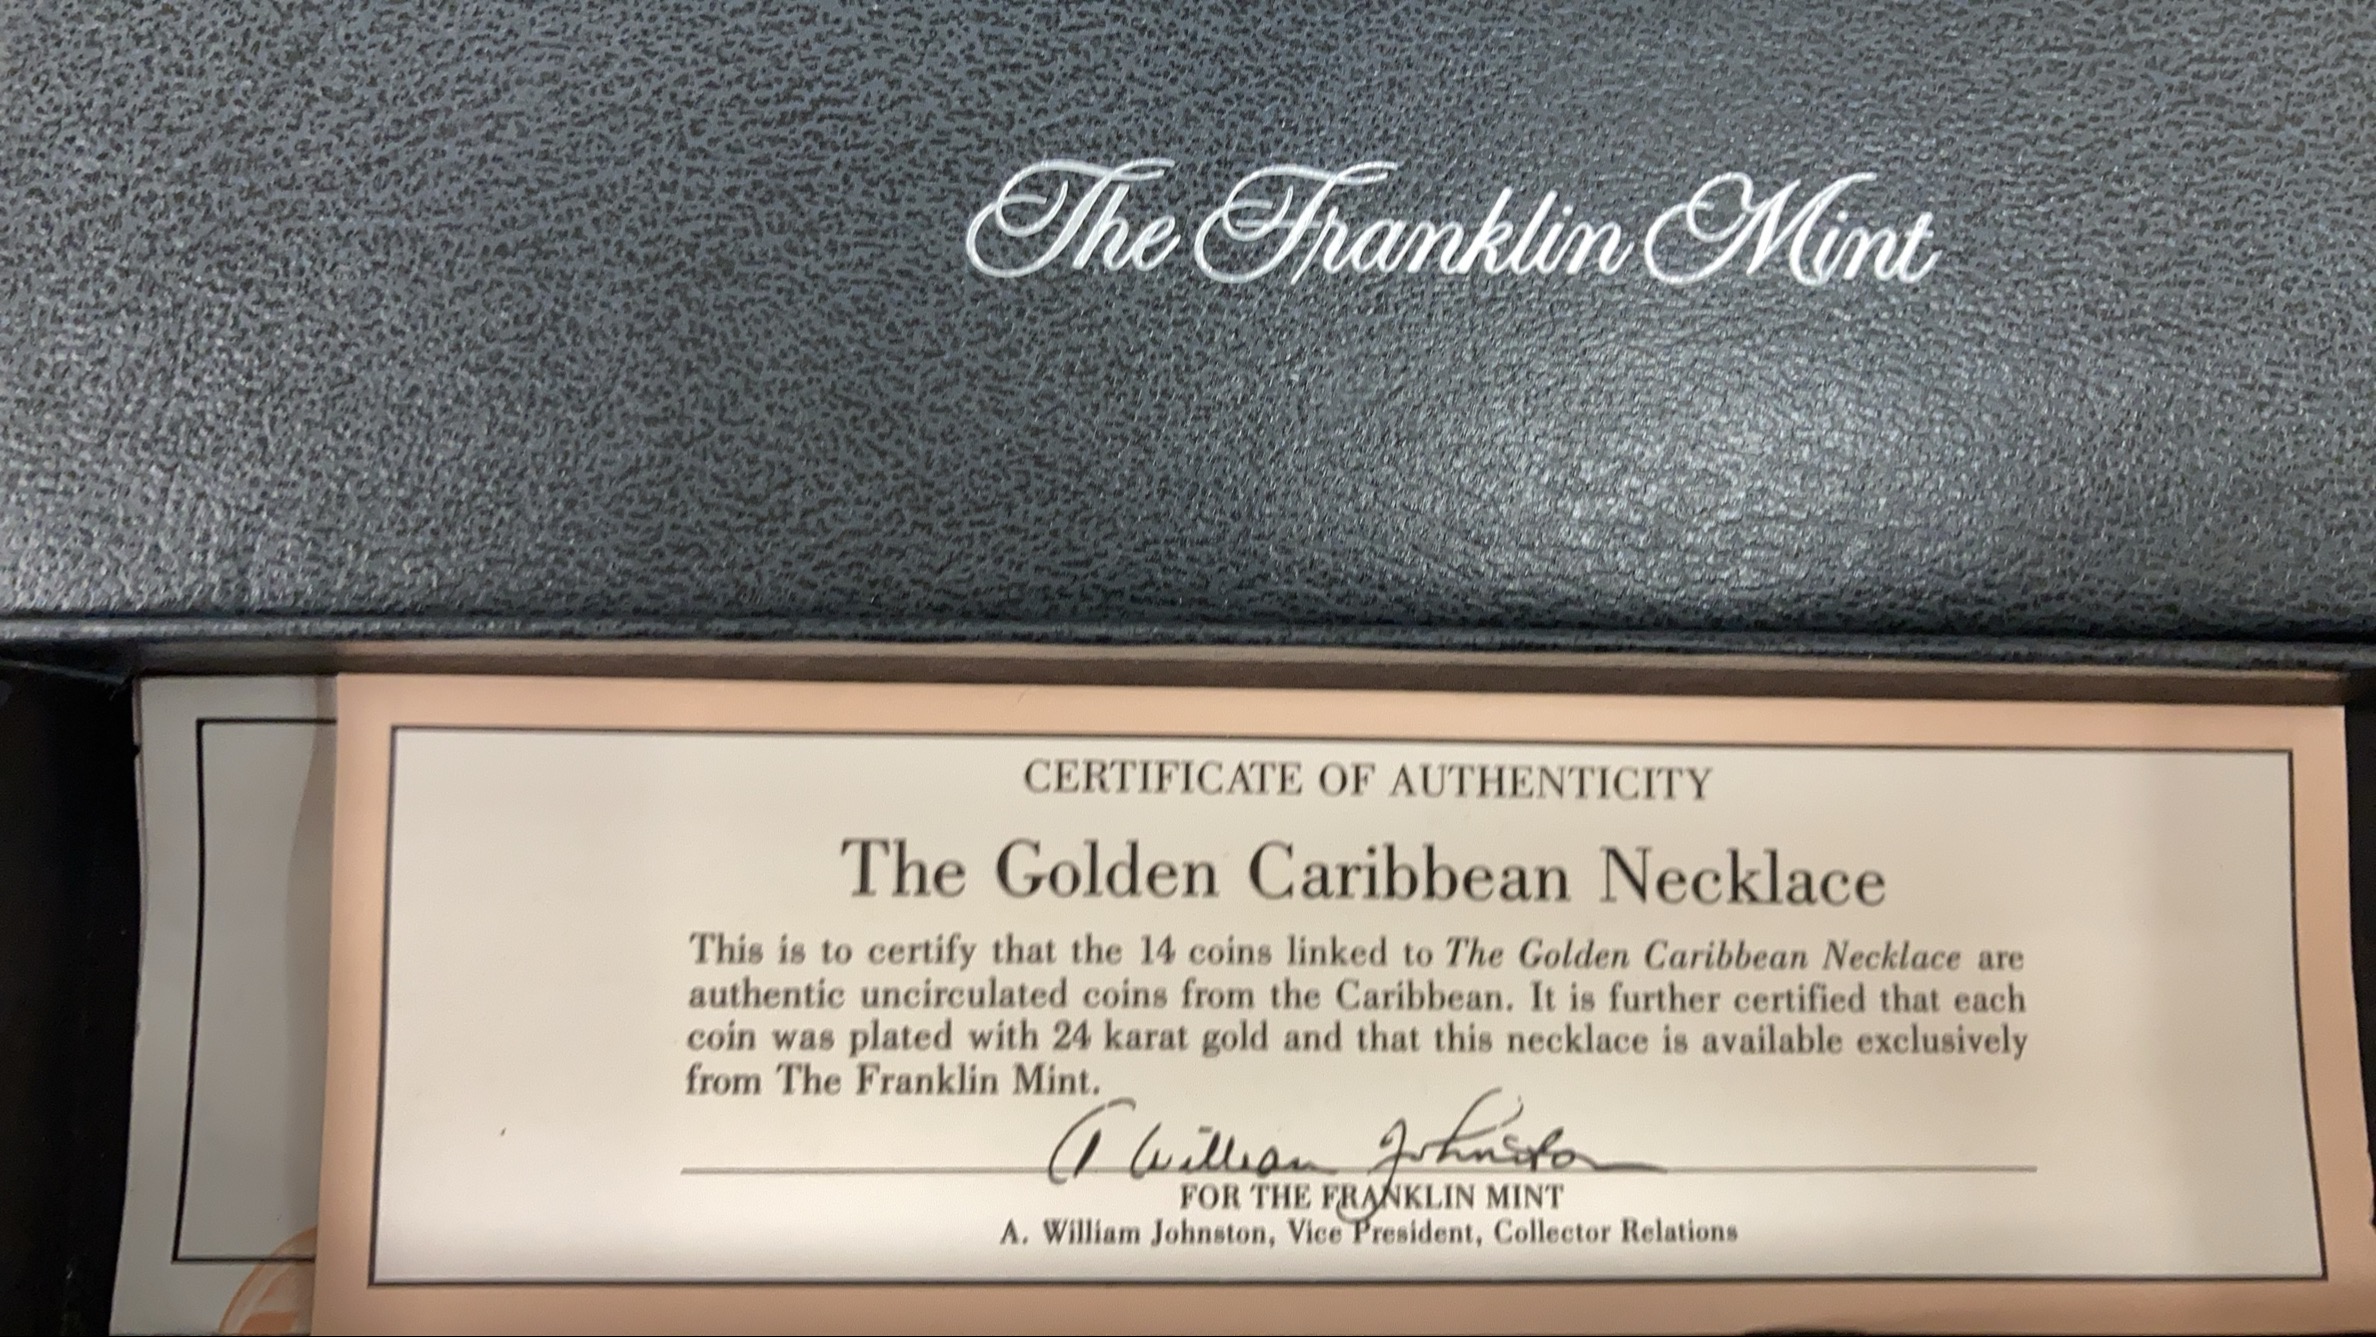 The Franklin Mint
CERTIFICATE OF AUTHENTICITY
The Golden Caribbean Necklace
This is to certify that the 14 coins linked to The Golden Caribbean Necklace are
authentic uncirculated coins from the Caribbean. It is further certified that each
coin was plated with 24 karat gold and that this necklace is available exclusively
from The Franklin Mint.
A William Johnston
FOR THE FRANKLIN MINT
A. William Johnston, Vice President, Collector Relations